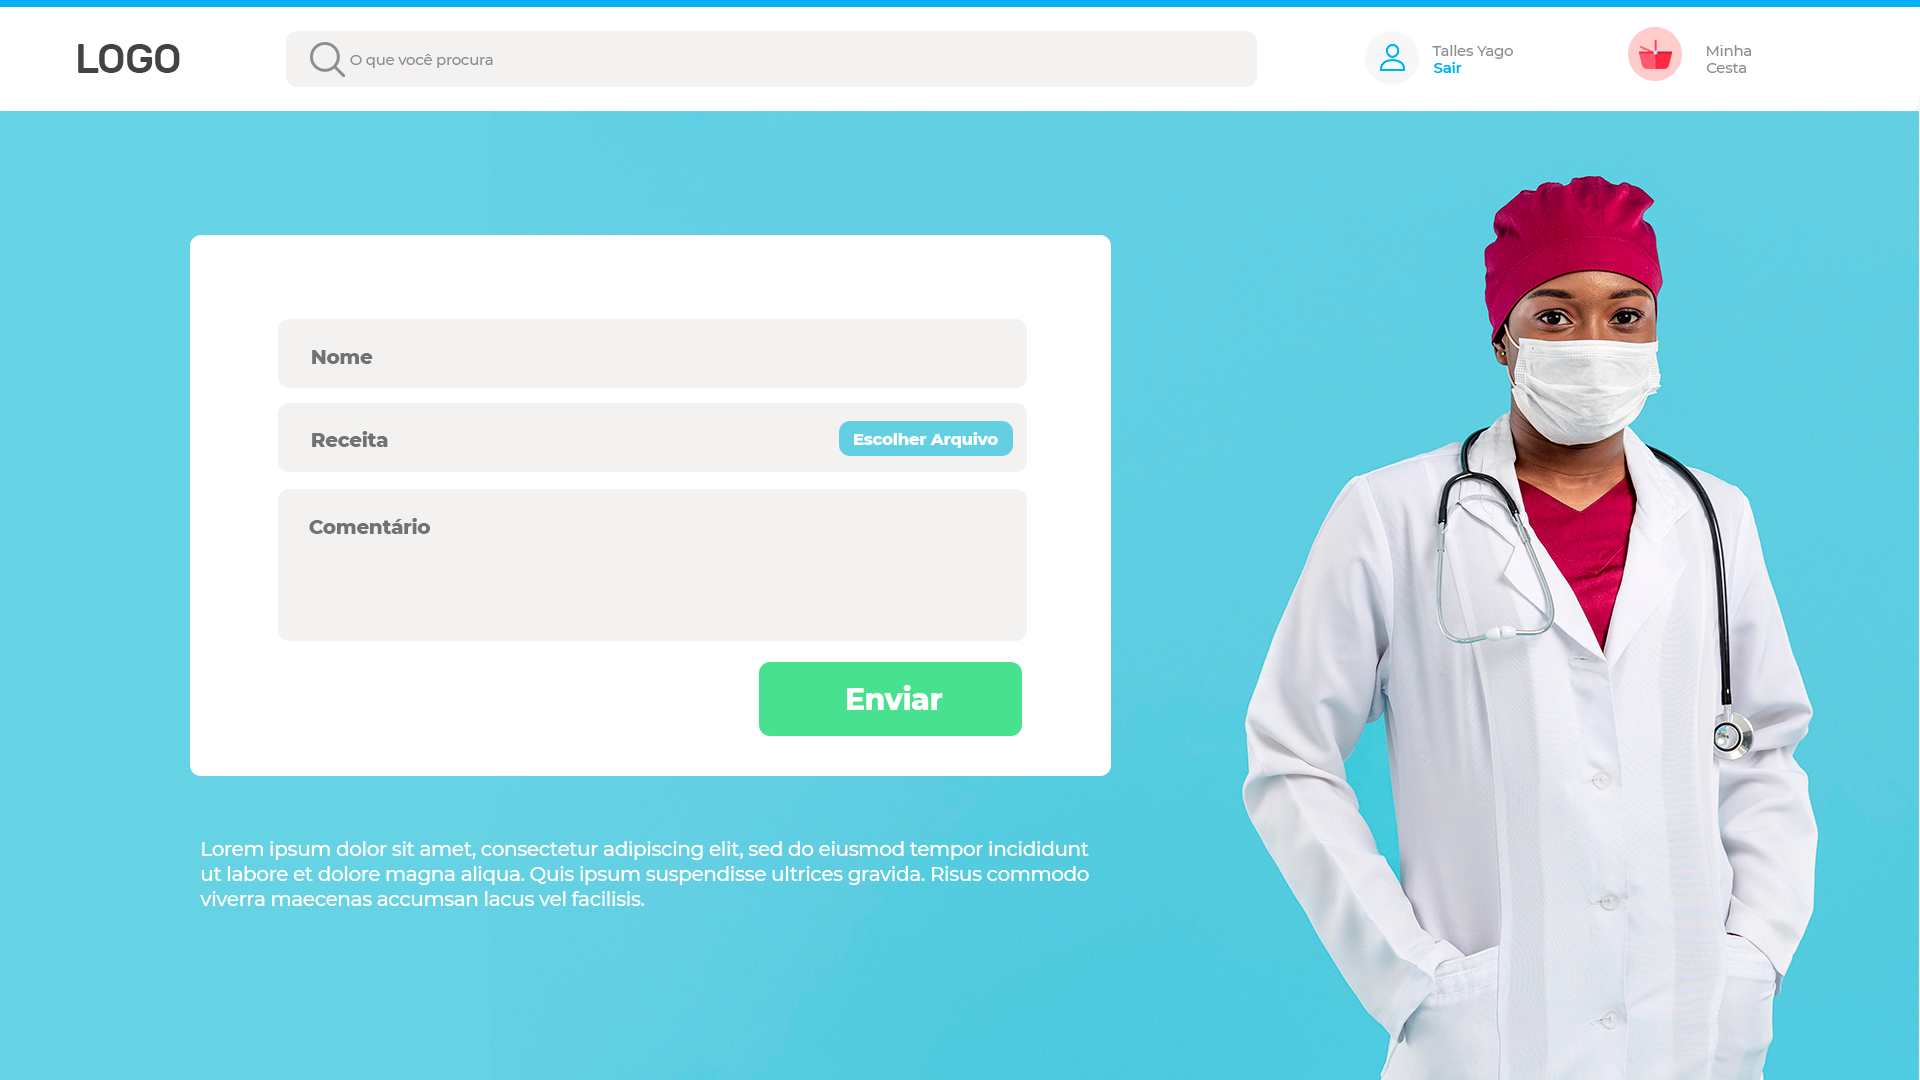 LOGO
O que você procura
Talles Yago
Sair
Minha
Cesta
Nome
Receita
Escolher Arquivo
Comentário
Enviar
Lorem ipsum dolor sit amet, consectetur adipiscing elit, sed do eiusmod tempor incididunt
ut labore et dolore magna aliqua. Quis ipsum suspendisse ultrices gravida. Risus commodo
viverra maecenas accumsan lacus vel facilisis.